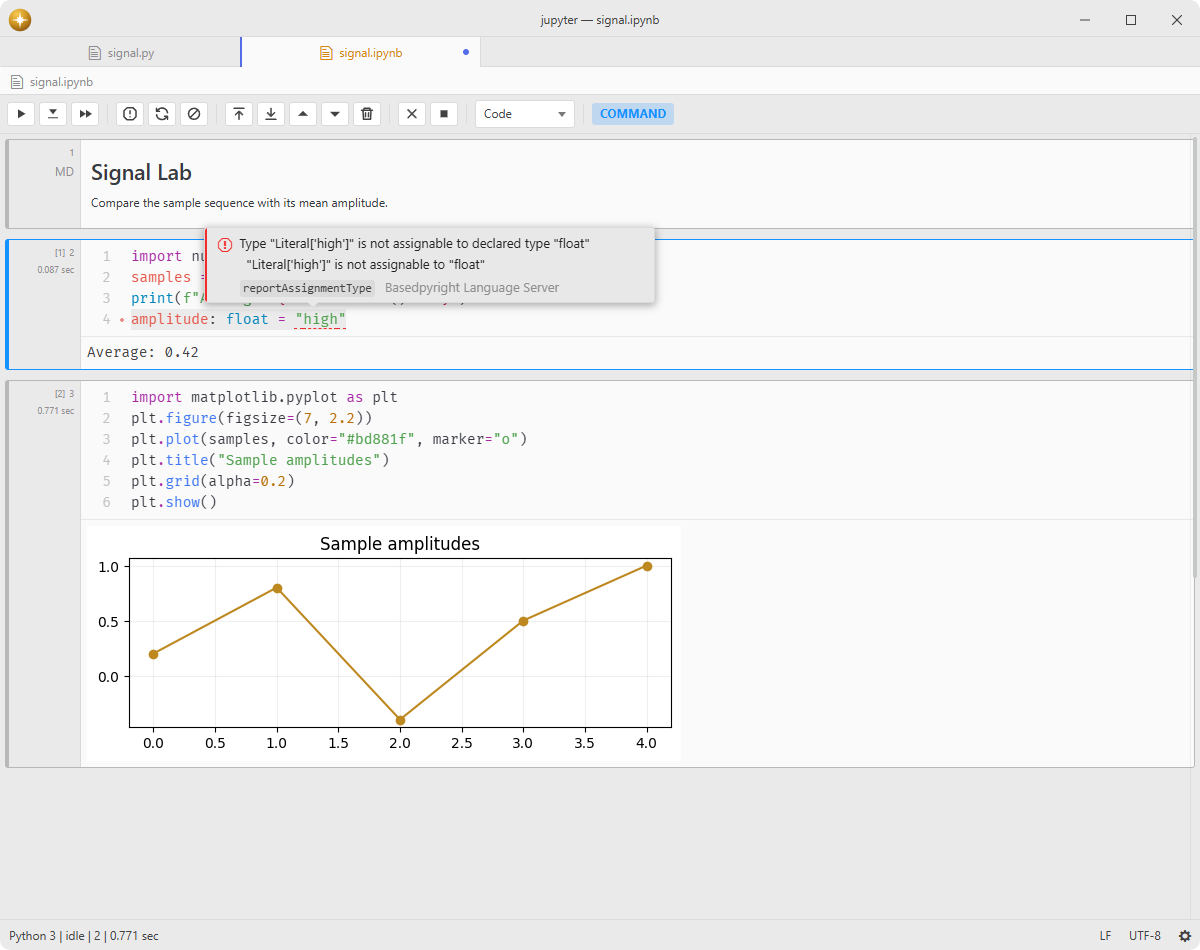 jupyter — signal.ipynb
signal.py
signal.ipynb
signal.ipynb
Code
COMMAND
1
MD
Signal Lab
Compare the sample sequence with its mean amplitude.
[1] 2
0.087 sec
Type "Literal['high']" is not assignable to declared type "float"
"Literal['high']" is not assignable to "float"
reportAssignmentType Basedpyright Language Server
1 import
2 samples
3 print(f"
4 amplitude: float = "high"
Average: 0.42
[2] 3
0.771 sec
1 import matplotlib.pyplot as plt
2 plt.figure(figsize=(7, 2.2))
3 plt.plot(samples, color="#bd881f", marker="o")
4 plt.title("Sample amplitudes")
5 plt.grid(alpha=0.2)
6 plt.show()
Sample amplitudes
1.0
0.5
0.0
0.0 0.5 1.0 1.5 2.0 2.5 3.0 3.5 4.0
Python 3 | idle | 2 | 0.771 sec
LF UTF-8